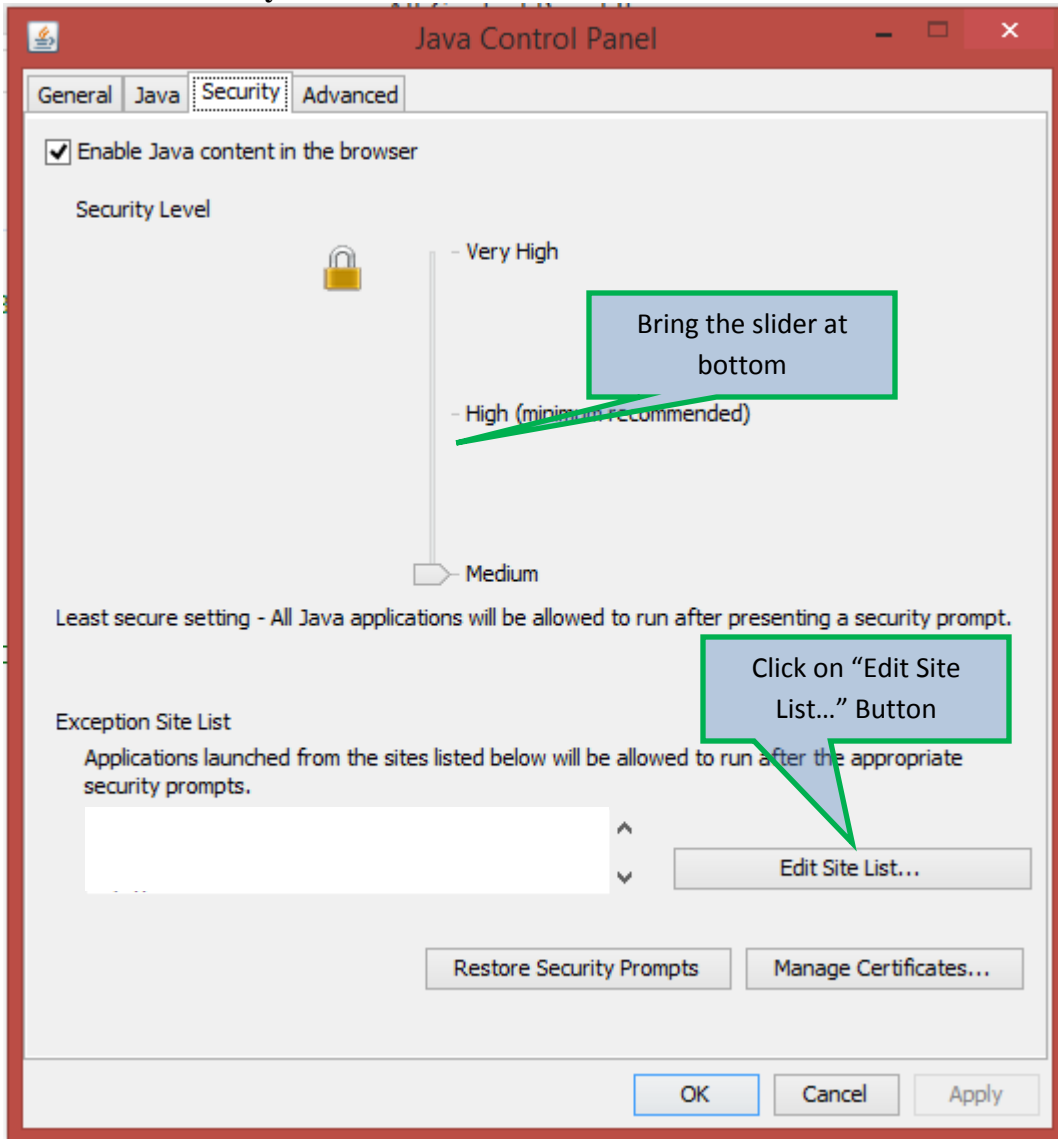 Java Control Panel
General Java Security Advanced
Enable Java content in the browser
Security Level
Very High
Bring the slider at
bottom
High (minimum recommended)
Medium
Least secure setting - All Java applications will be allowed to run after presenting a security prompt.
Click on “Edit Site
List…” Button
Exception Site List
Applications launched from the sites listed below will be allowed to run after the appropriate
security prompts.
Edit Site List...
Restore Security Prompts
Manage Certificates...
OK
Cancel
Apply